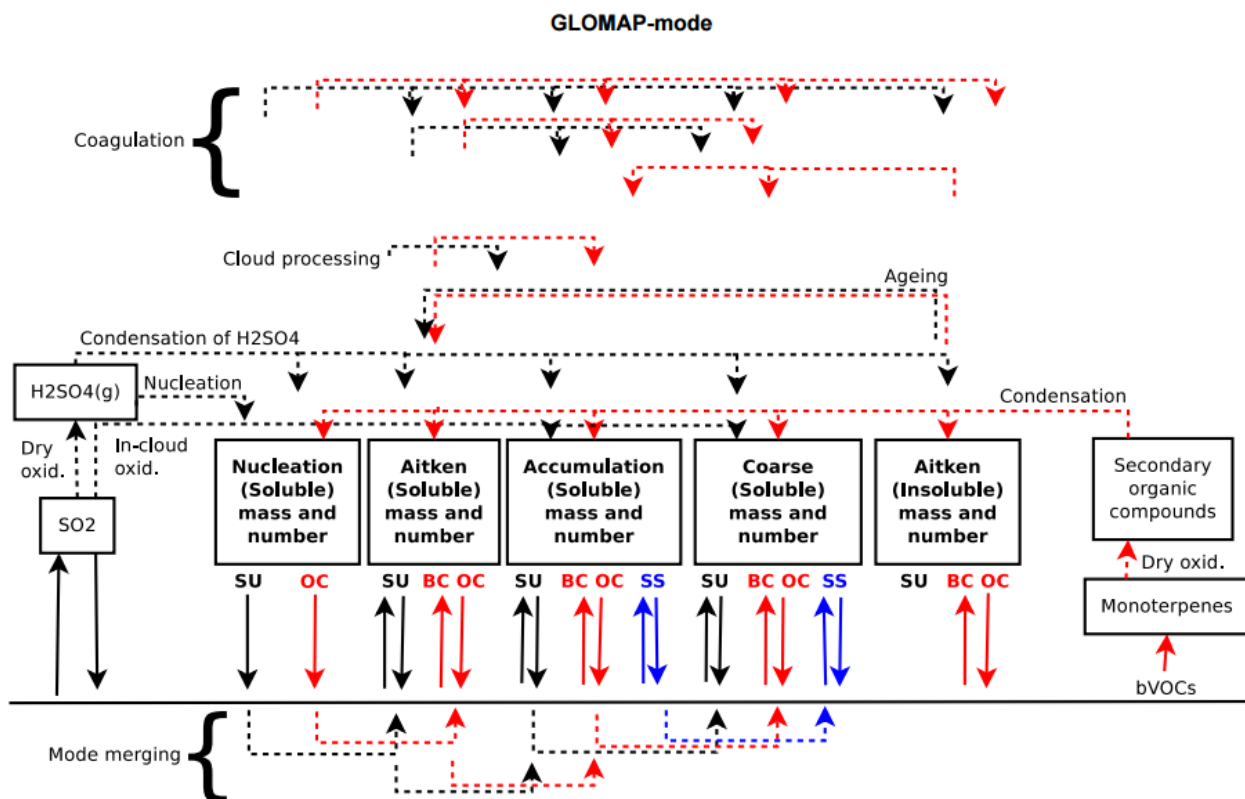 GLOMAP-mode
Coagulation
Cloud processing
Ageing
Condensation of H2SO4
H2SO4(g)
Nucleation
Condensation
Dry
oxid.
In-cloud
oxid.
SO2
Nucleation
(Soluble)
mass and
number
Aitken
(Soluble)
mass and
number
Accumulation
(Soluble)
mass and
number
Coarse
(Soluble)
mass and
number
Aitken
(Insoluble)
mass and
number
Secondary
organic
compounds
Dry oxid.
Monoterpenes
bVOCs
SU OC
SU BC OC
SU BC OC SS
SU BC OC SS
SU BC OC
Mode merging